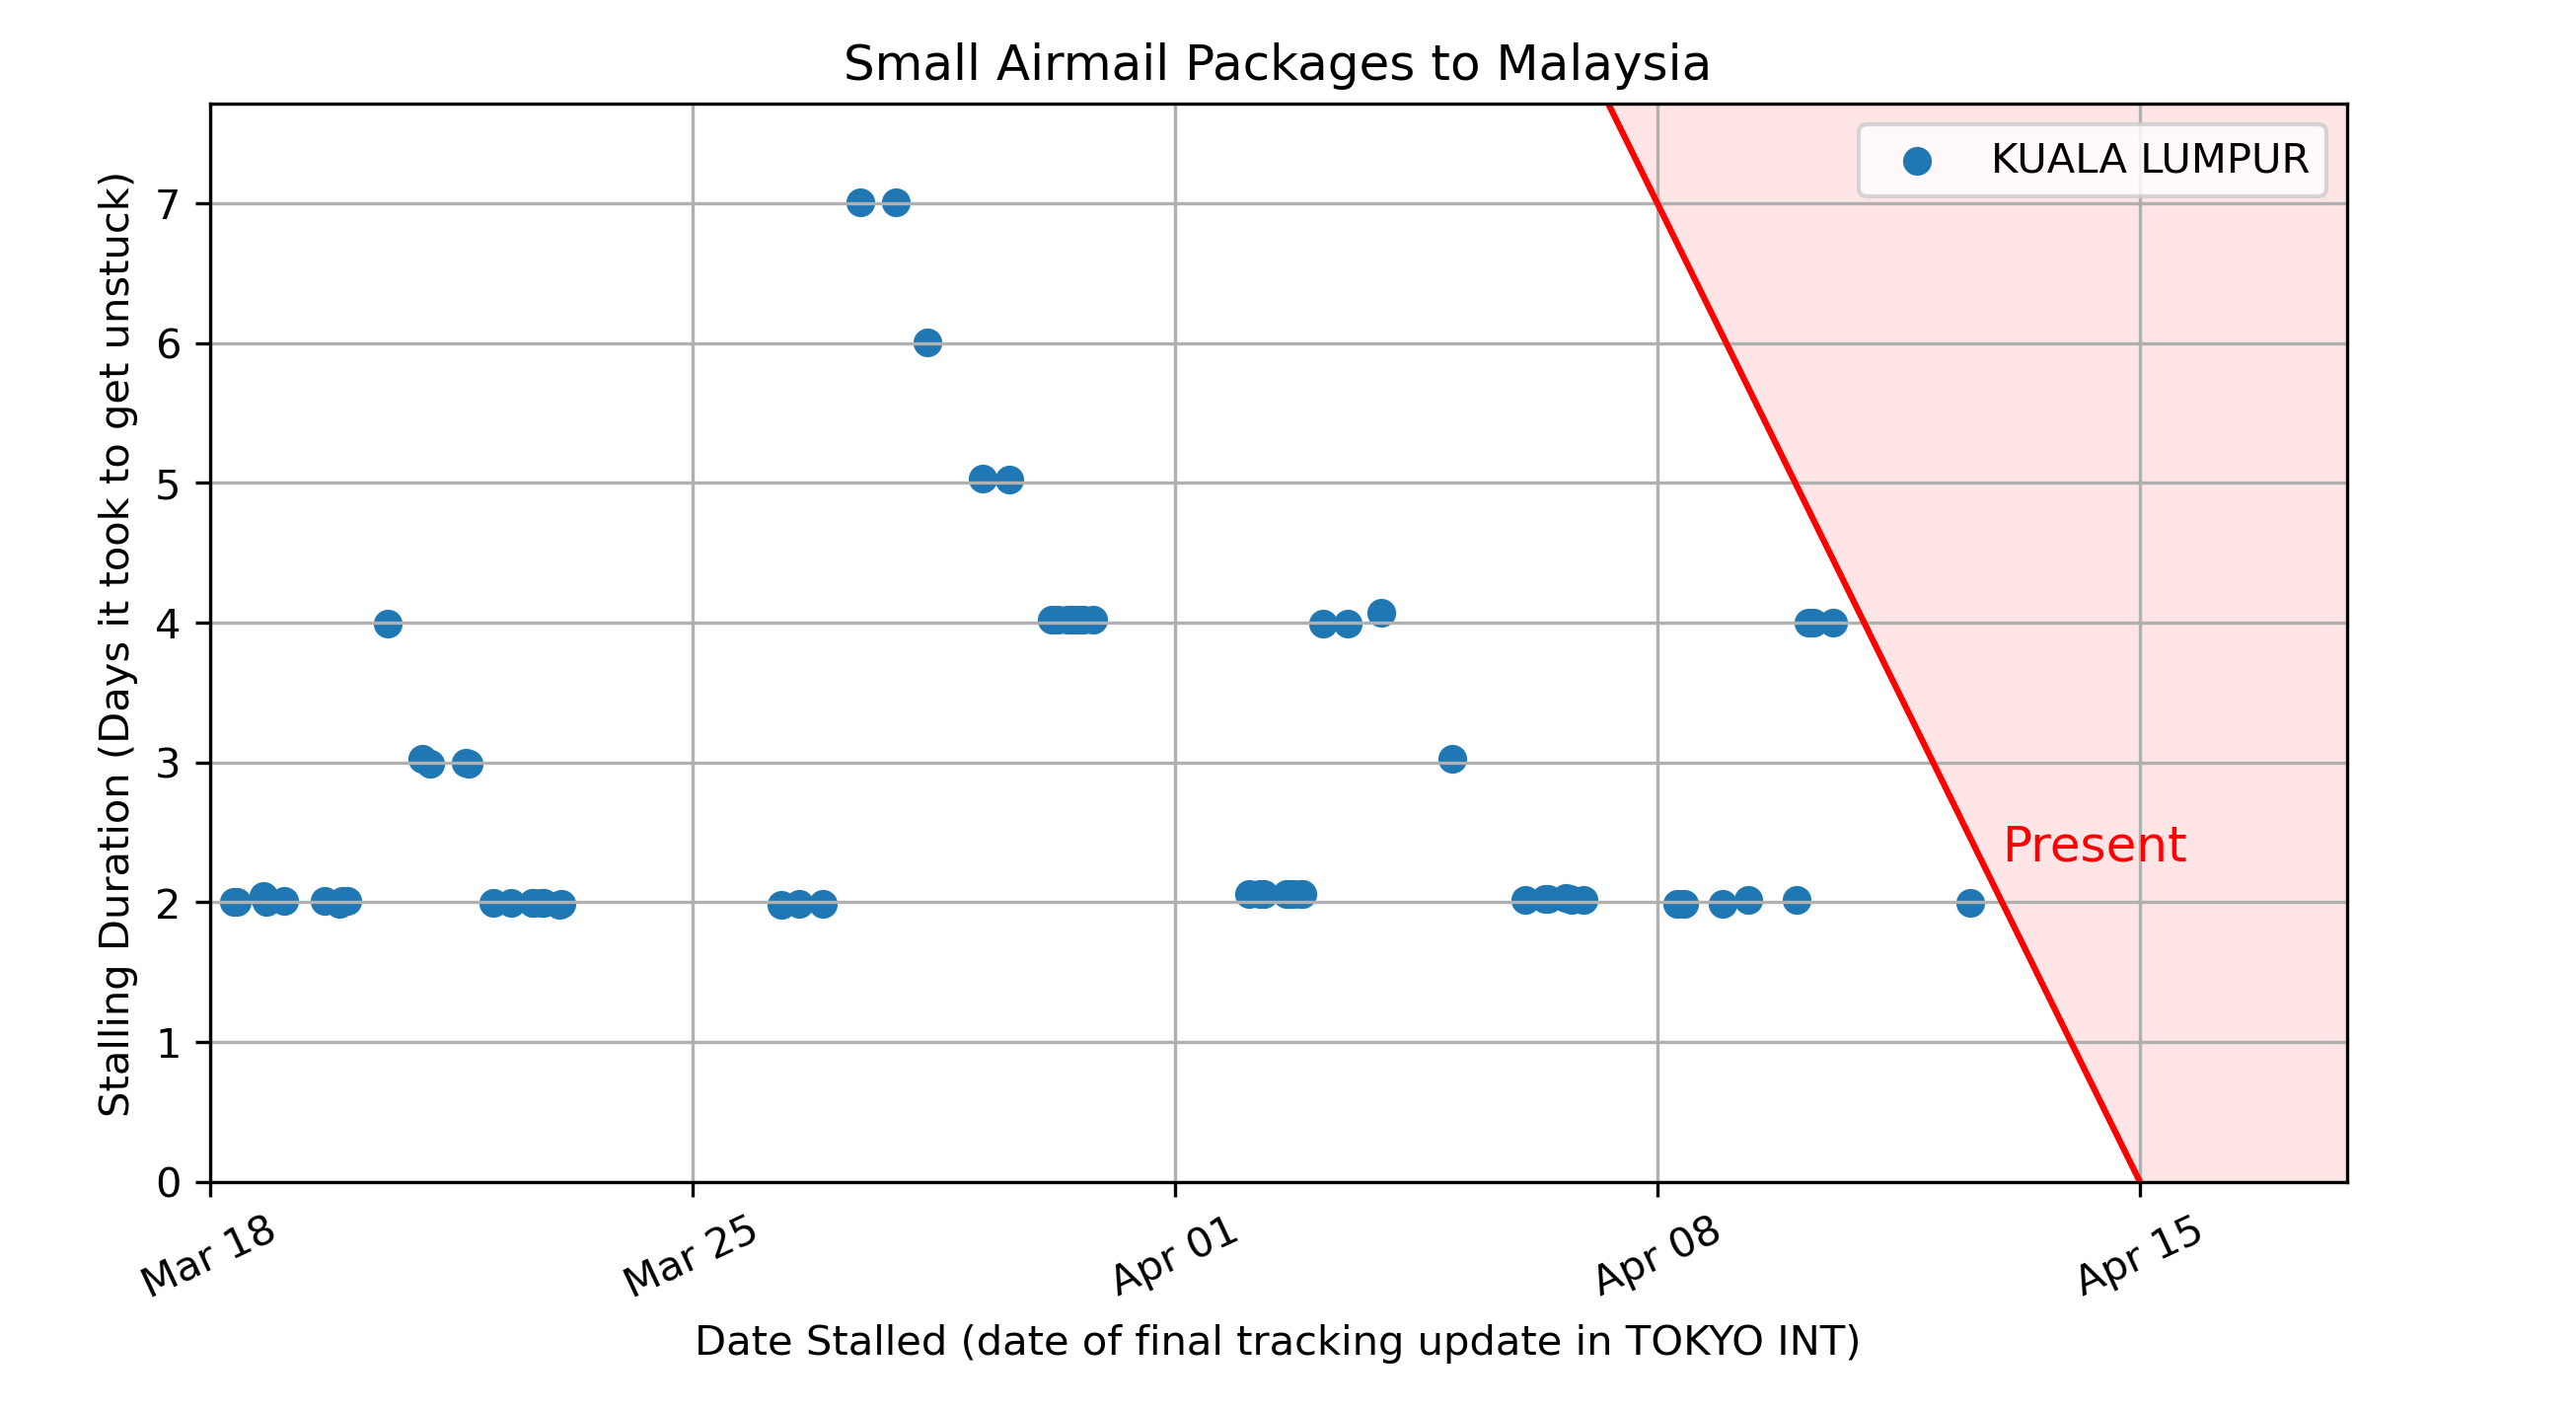 Small Airmail Packages to Malaysia
KUALA LUMPUR
Stalling Duration (Days it took to get unstuck)
7
6
5
4
3
2
1
0
Present
Mar 18
Mar 25
Apr 01
Apr 08
Apr 15
Date Stalled (date of final tracking update in TOKYO INT)